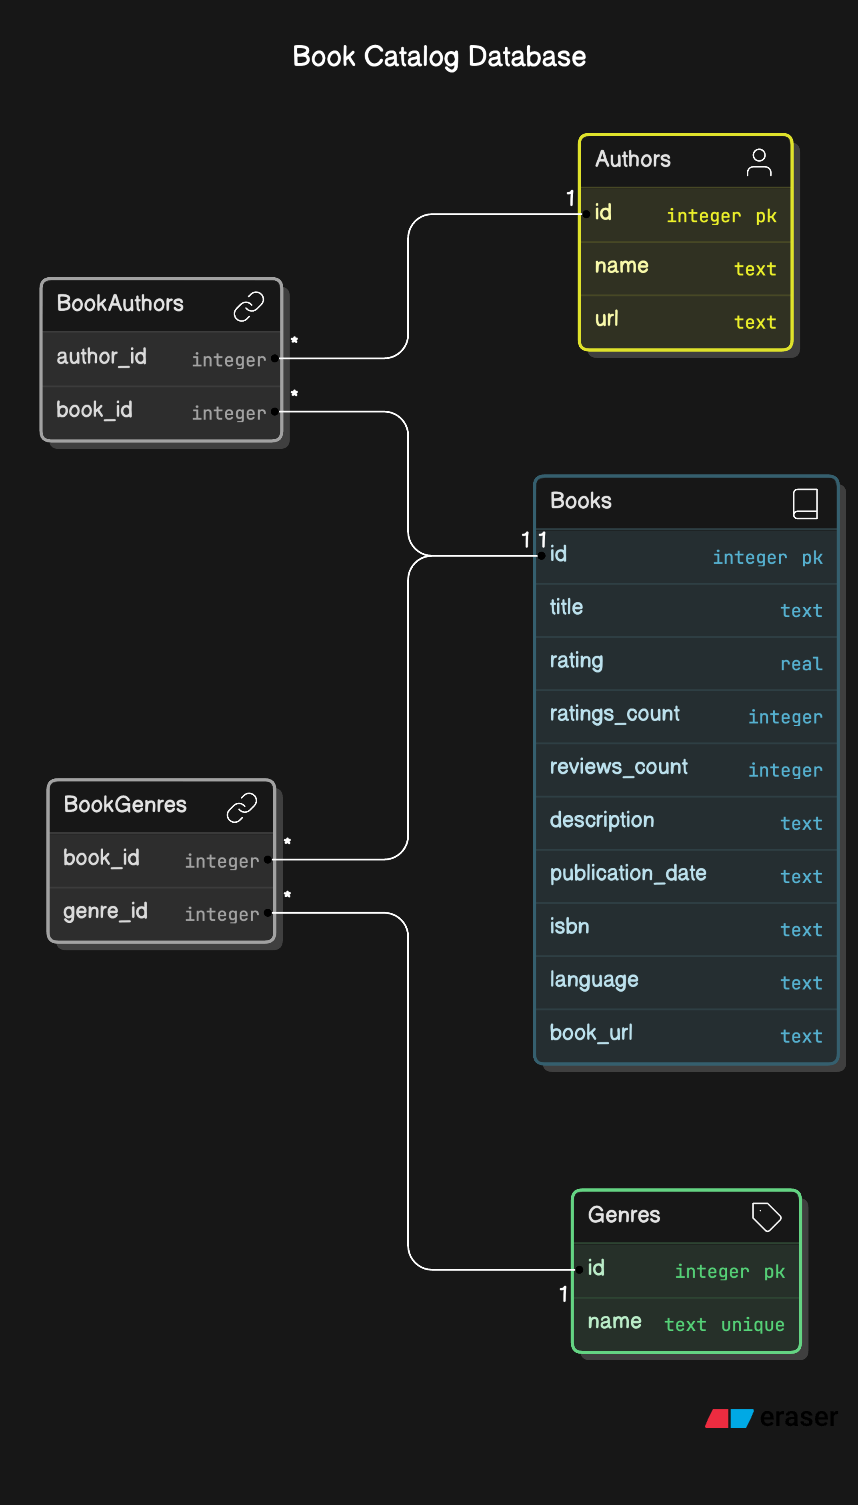 Book Catalog Database
Authors
1
id integer pk
name text
url text
BookAuthors
author_id integer *
book_id integer *
Books
1 1
id integer pk
title text
rating real
ratings_count integer
reviews_count integer
description text
publication_date text
isbn text
language text
book_url text
BookGenres
book_id integer *
genre_id integer *
Genres
id integer pk
1
name text unique
eraser